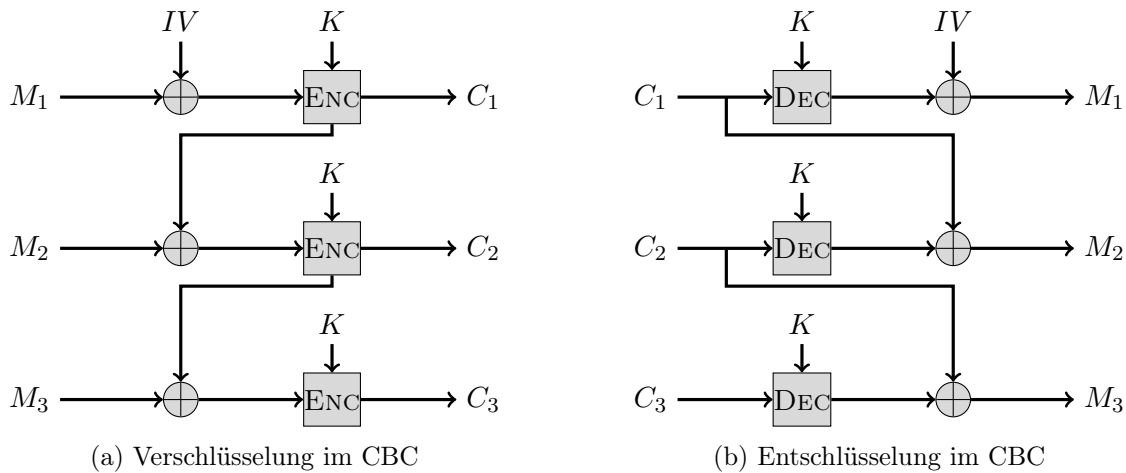 IV K K IV
M₁ ENC C₁ C₁ DEC M₁
K K
M₂ ENC C₂ C₂ DEC M₂
K K
M₃ ENC C₃ C₃ DEC M₃
(a) Verschlüsselung im CBC (b) Entschlüsselung im CBC